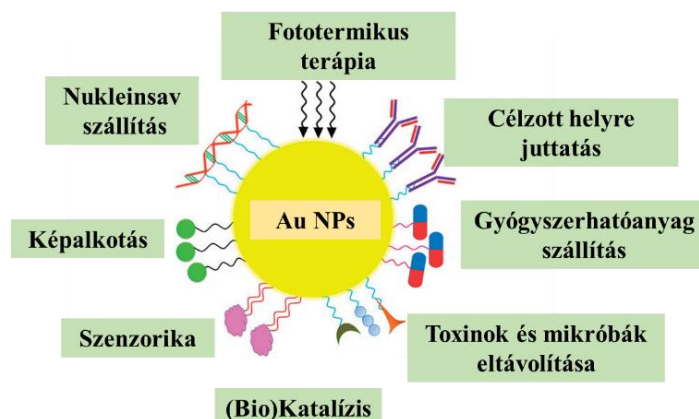 Fototermikus
terápia
Nukleinsav
szállítás
Célzott helyre
juttatás
Au NPs
Képalkotás
Gyógyszerhatóanyag
szállítás
Szenzorika
Toxinok és mikróbák
eltávolítása
(Bio)Katalízis